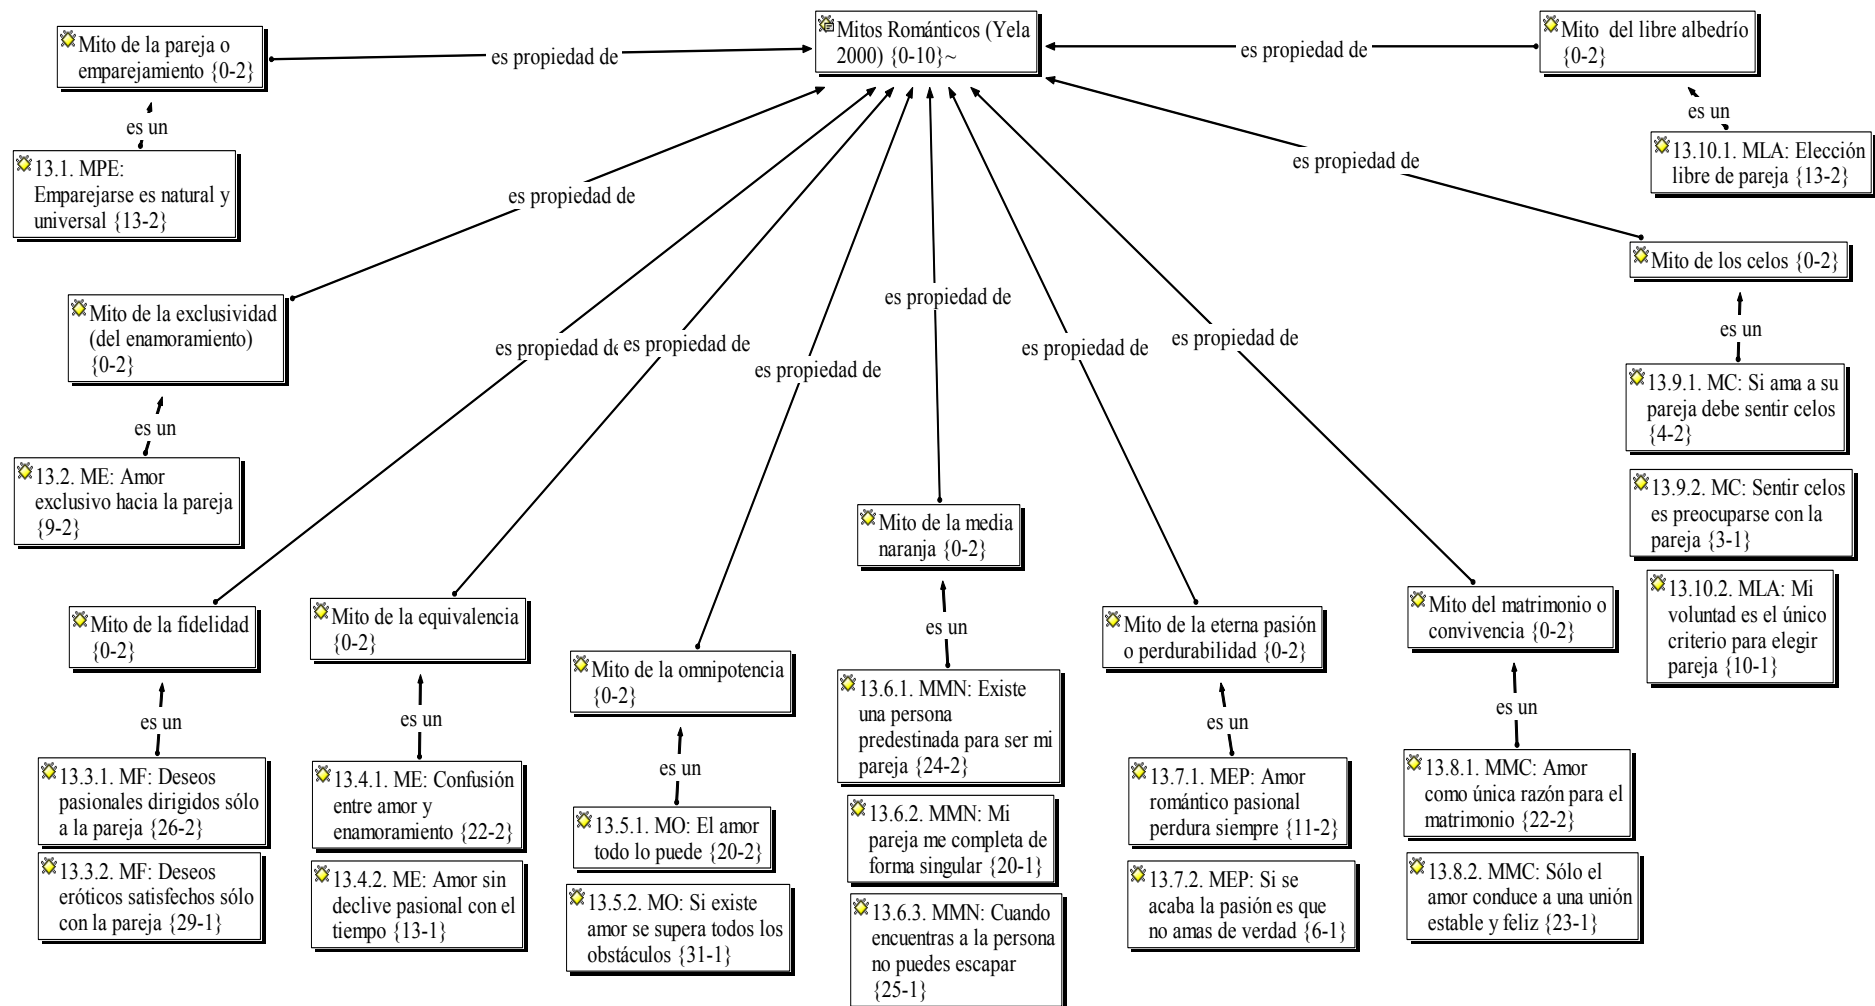 Mito de la pareja o
emparejamiento {0-2}
es propiedad de
Mitos Románticos (Yela
2000) {0-10}~
es propiedad de
Mito del libre albedrío
{0-2}
es un
13.1. MPE:
Emparejarse es natural y
universal {13-2}
es un
13.10.1. MLA: Elección
libre de pareja {13-2}
es propiedad de
es propiedad de
Mito de los celos {0-2}
Mito de la exclusividad
(del enamoramiento)
{0-2}
es propiedad de
es propiedad de
es propiedad de
es propiedad de
es propiedad de
es propiedad de
es un
13.9.1. MC: Si ama a su
pareja debe sentir celos
{4-2}
es un
13.2. ME: Amor
exclusivo hacia la pareja
{9-2}
13.9.2. MC: Sentir celos
es preocuparse con la
pareja {3-1}
Mito de la media
naranja {0-2}
13.10.2. MLA: Mi
voluntad es el único
criterio para elegir
pareja {10-1}
Mito de la fidelidad
{0-2}
Mito de la equivalencia
{0-2}
Mito de la omnipotencia
{0-2}
Mito de la eterna pasión
o perdurabilidad {0-2}
Mito del matrimonio o
convivencia {0-2}
es un
es un
es un
es un
es un
es un
13.3.1. MF: Deseos
pasionales dirigidos sólo
a la pareja {26-2}
13.3.2. MF: Deseos
eróticos satisfechos sólo
con la pareja {29-1}
13.4.1. ME: Confusión
entre amor y
enamoramiento {22-2}
13.4.2. ME: Amor sin
declive pasional con el
tiempo {13-1}
13.5.1. MO: El amor
todo lo puede {20-2}
13.5.2. MO: Si existe
amor se supera todos los
obstáculos {31-1}
13.6.1. MMN: Existe
una persona
predestinada para ser mi
pareja {24-2}
13.6.2. MMN: Mi
pareja me completa de
forma singular {20-1}
13.6.3. MMN: Cuando
encuentras a la persona
no puedes escapar
{25-1}
13.7.1. MEP: Amor
romántico pasional
perdura siempre {11-2}
13.7.2. MEP: Si se
acaba la pasión es que
no amas de verdad {6-1}
13.8.1. MMC: Amor
como única razón para el
matrimonio {22-2}
13.8.2. MMC: Sólo el
amor conduce a una unión
estable y feliz {23-1}